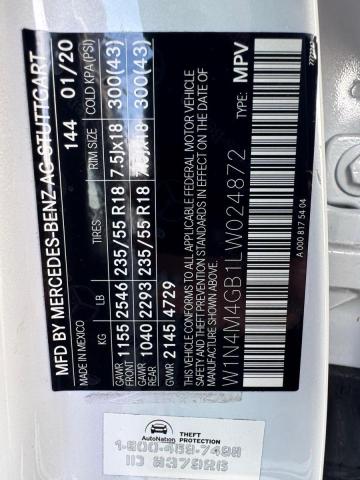 MFD BY MERCEDES-BENZ AG STUTTGART
MADE IN MEXICO 144 01/20
KG LB TIRES RIM SIZE COLD KPA (PSI)
GAWR FRONT 1155 2546 235/55 R18 7.5Jx18 300(43)
GAWR REAR 1040 2293 235/55 R18 7.5Jx18 300(43)
GVWR 2145 4729
THIS VEHICLE CONFORMS TO ALL APPLICABLE FEDERAL MOTOR VEHICLE
SAFETY AND THEFT PREVENTION STANDARDS IN EFFECT ON THE DATE
OF MANUFACTURE SHOWN ABOVE. VEHICLE TYPE: MPV
W1N4M4GB1LW024872
A 000 817 54 04
AutoNation THEFT PROTECTION